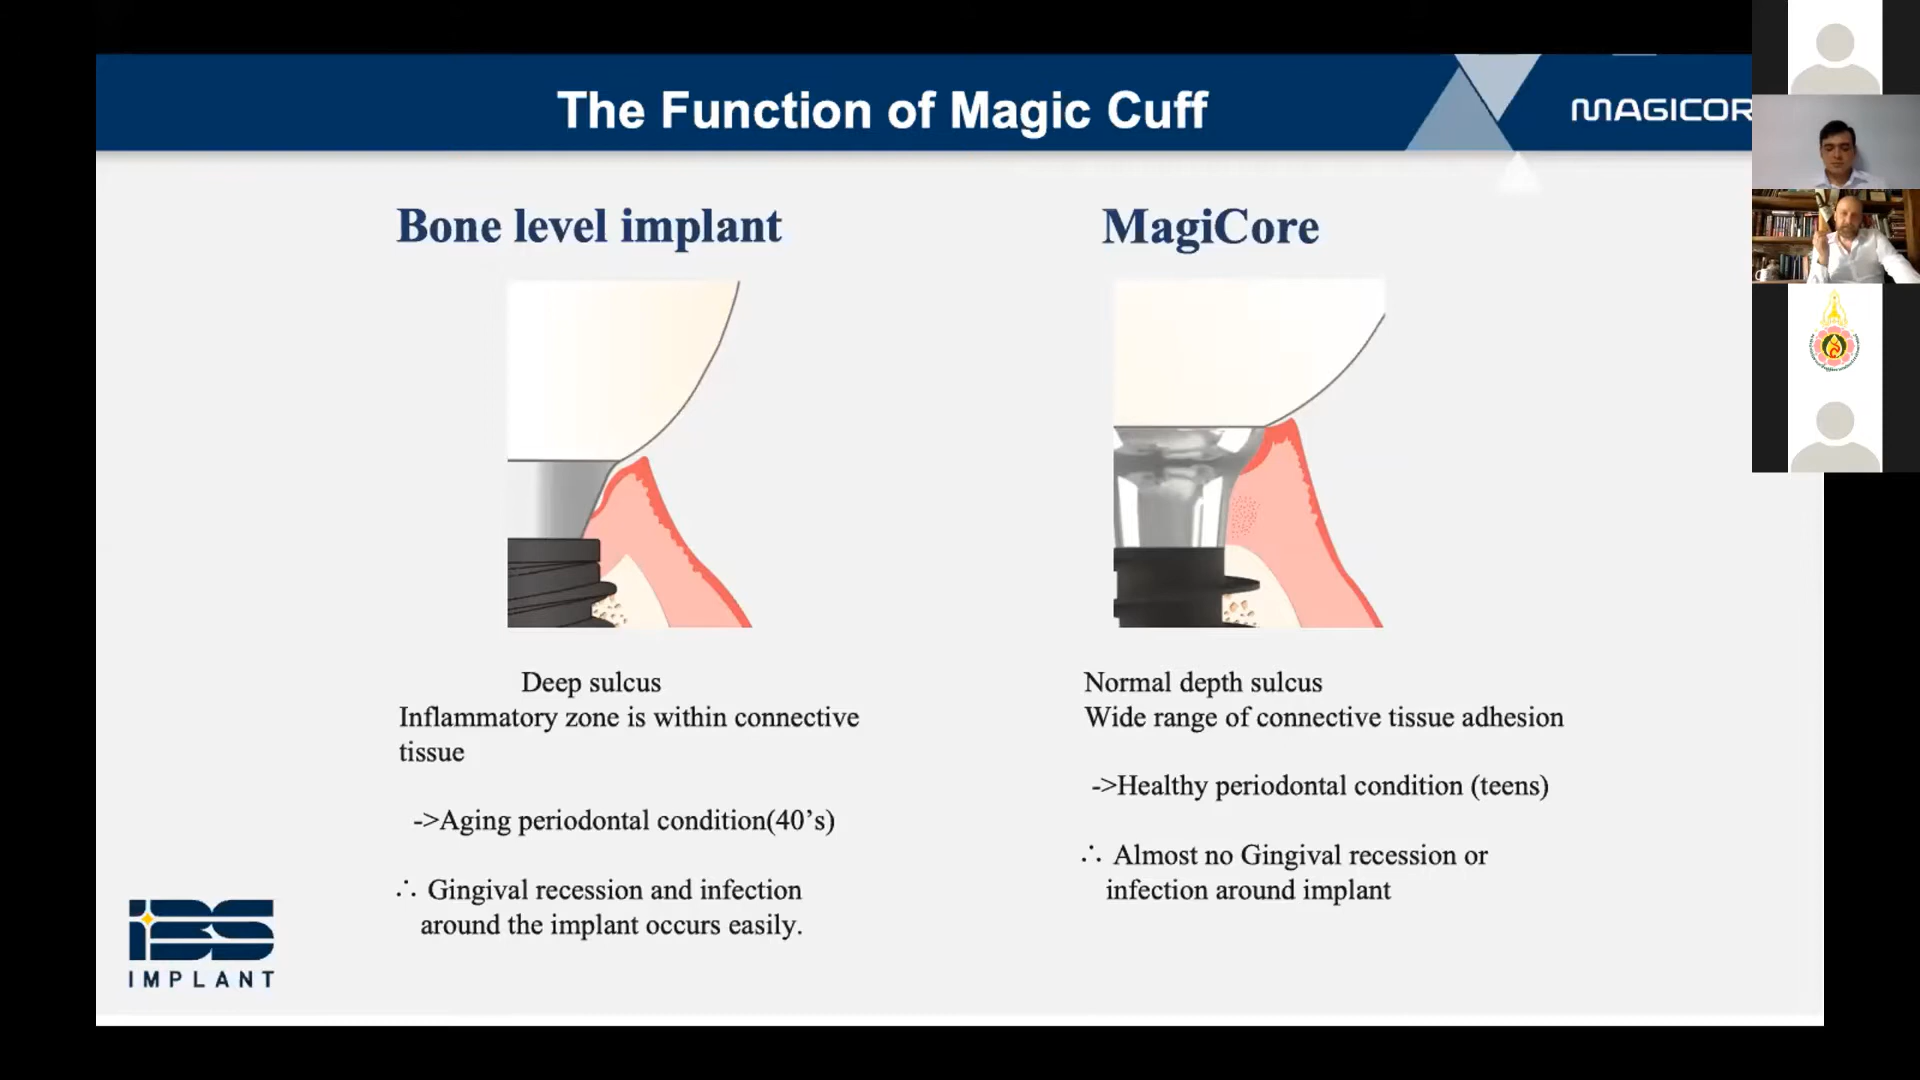 The Function of Magic Cuff
MAGICOR
Bone level implant
Deep sulcus
Inflammatory zone is within connective
tissue
->Aging periodontal condition(40’s)
∴ Gingival recession and infection
around the implant occurs easily.
MagiCore
Normal depth sulcus
Wide range of connective tissue adhesion
->Healthy periodontal condition (teens)
∴ Almost no Gingival recession or
infection around implant
iBS
IMPLANT